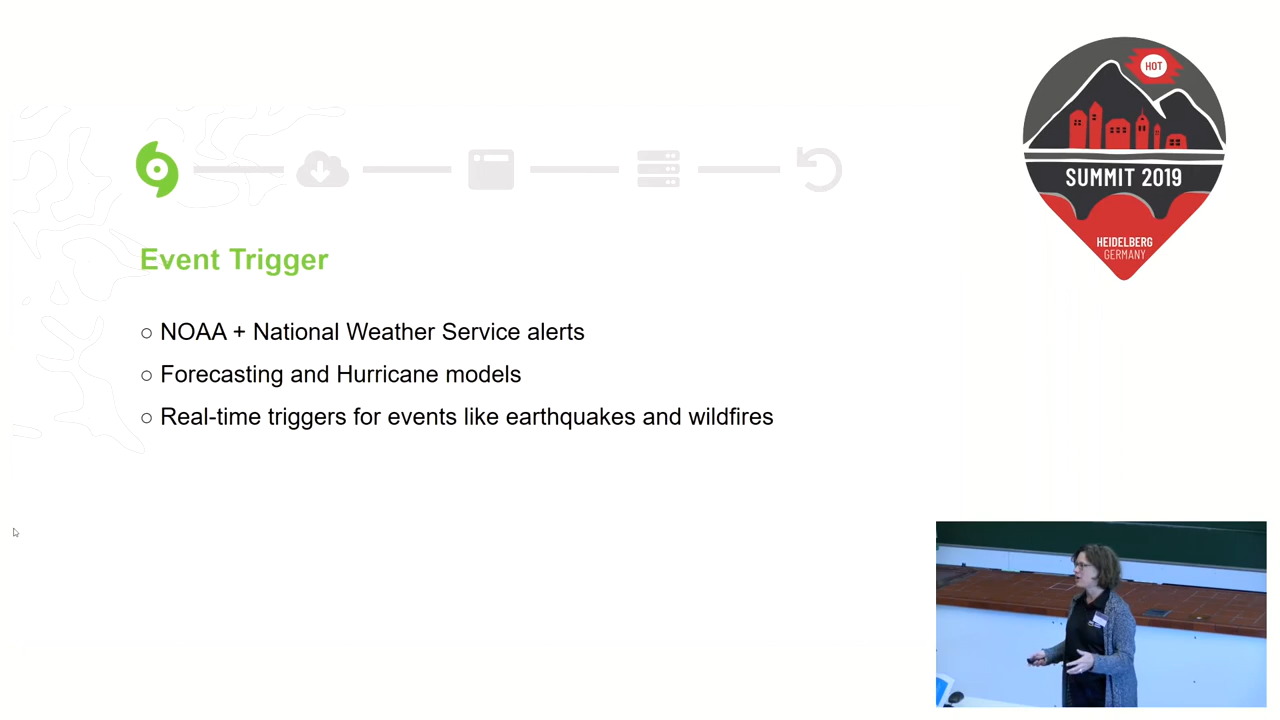 HOT
SUMMIT 2019
HEIDELBERG
GERMANY
Event Trigger
○ NOAA + National Weather Service alerts
○ Forecasting and Hurricane models
○ Real-time triggers for events like earthquakes and wildfires